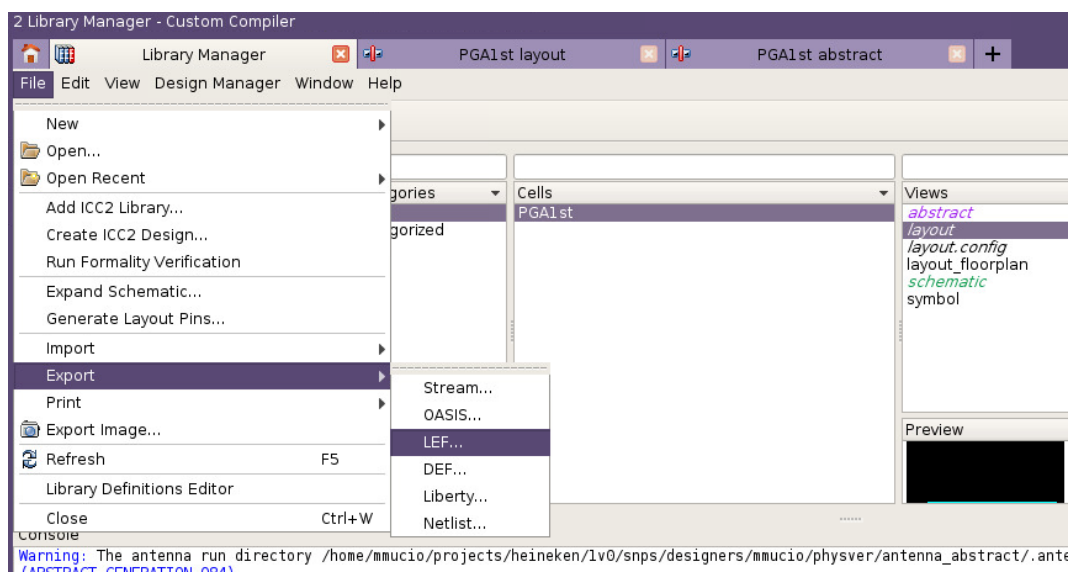 2 Library Manager - Custom Compiler
Library Manager PGA1st layout PGA1st abstract +
File Edit View Design Manager Window Help
New
Open...
Open Recent
Add ICC2 Library...
Create ICC2 Design...
Run Formality Verification
Expand Schematic...
Generate Layout Pins...
Import
Export
Print
Export Image...
Refresh F5
Library Definitions Editor
Close Ctrl+W
Stream...
OASIS...
LEF...
DEF...
Liberty...
Netlist...
gories
gorized
Cells
PGA1st
Views
abstract
layout
layout.config
layout_floorplan
schematic
symbol
Preview
Console
Warning: The antenna run directory /home/mmucio/projects/heineken/1v0/snps/designers/mmucio/physver/antenna_abstract/.ante
(ABSTRACT_GENERATION-084)